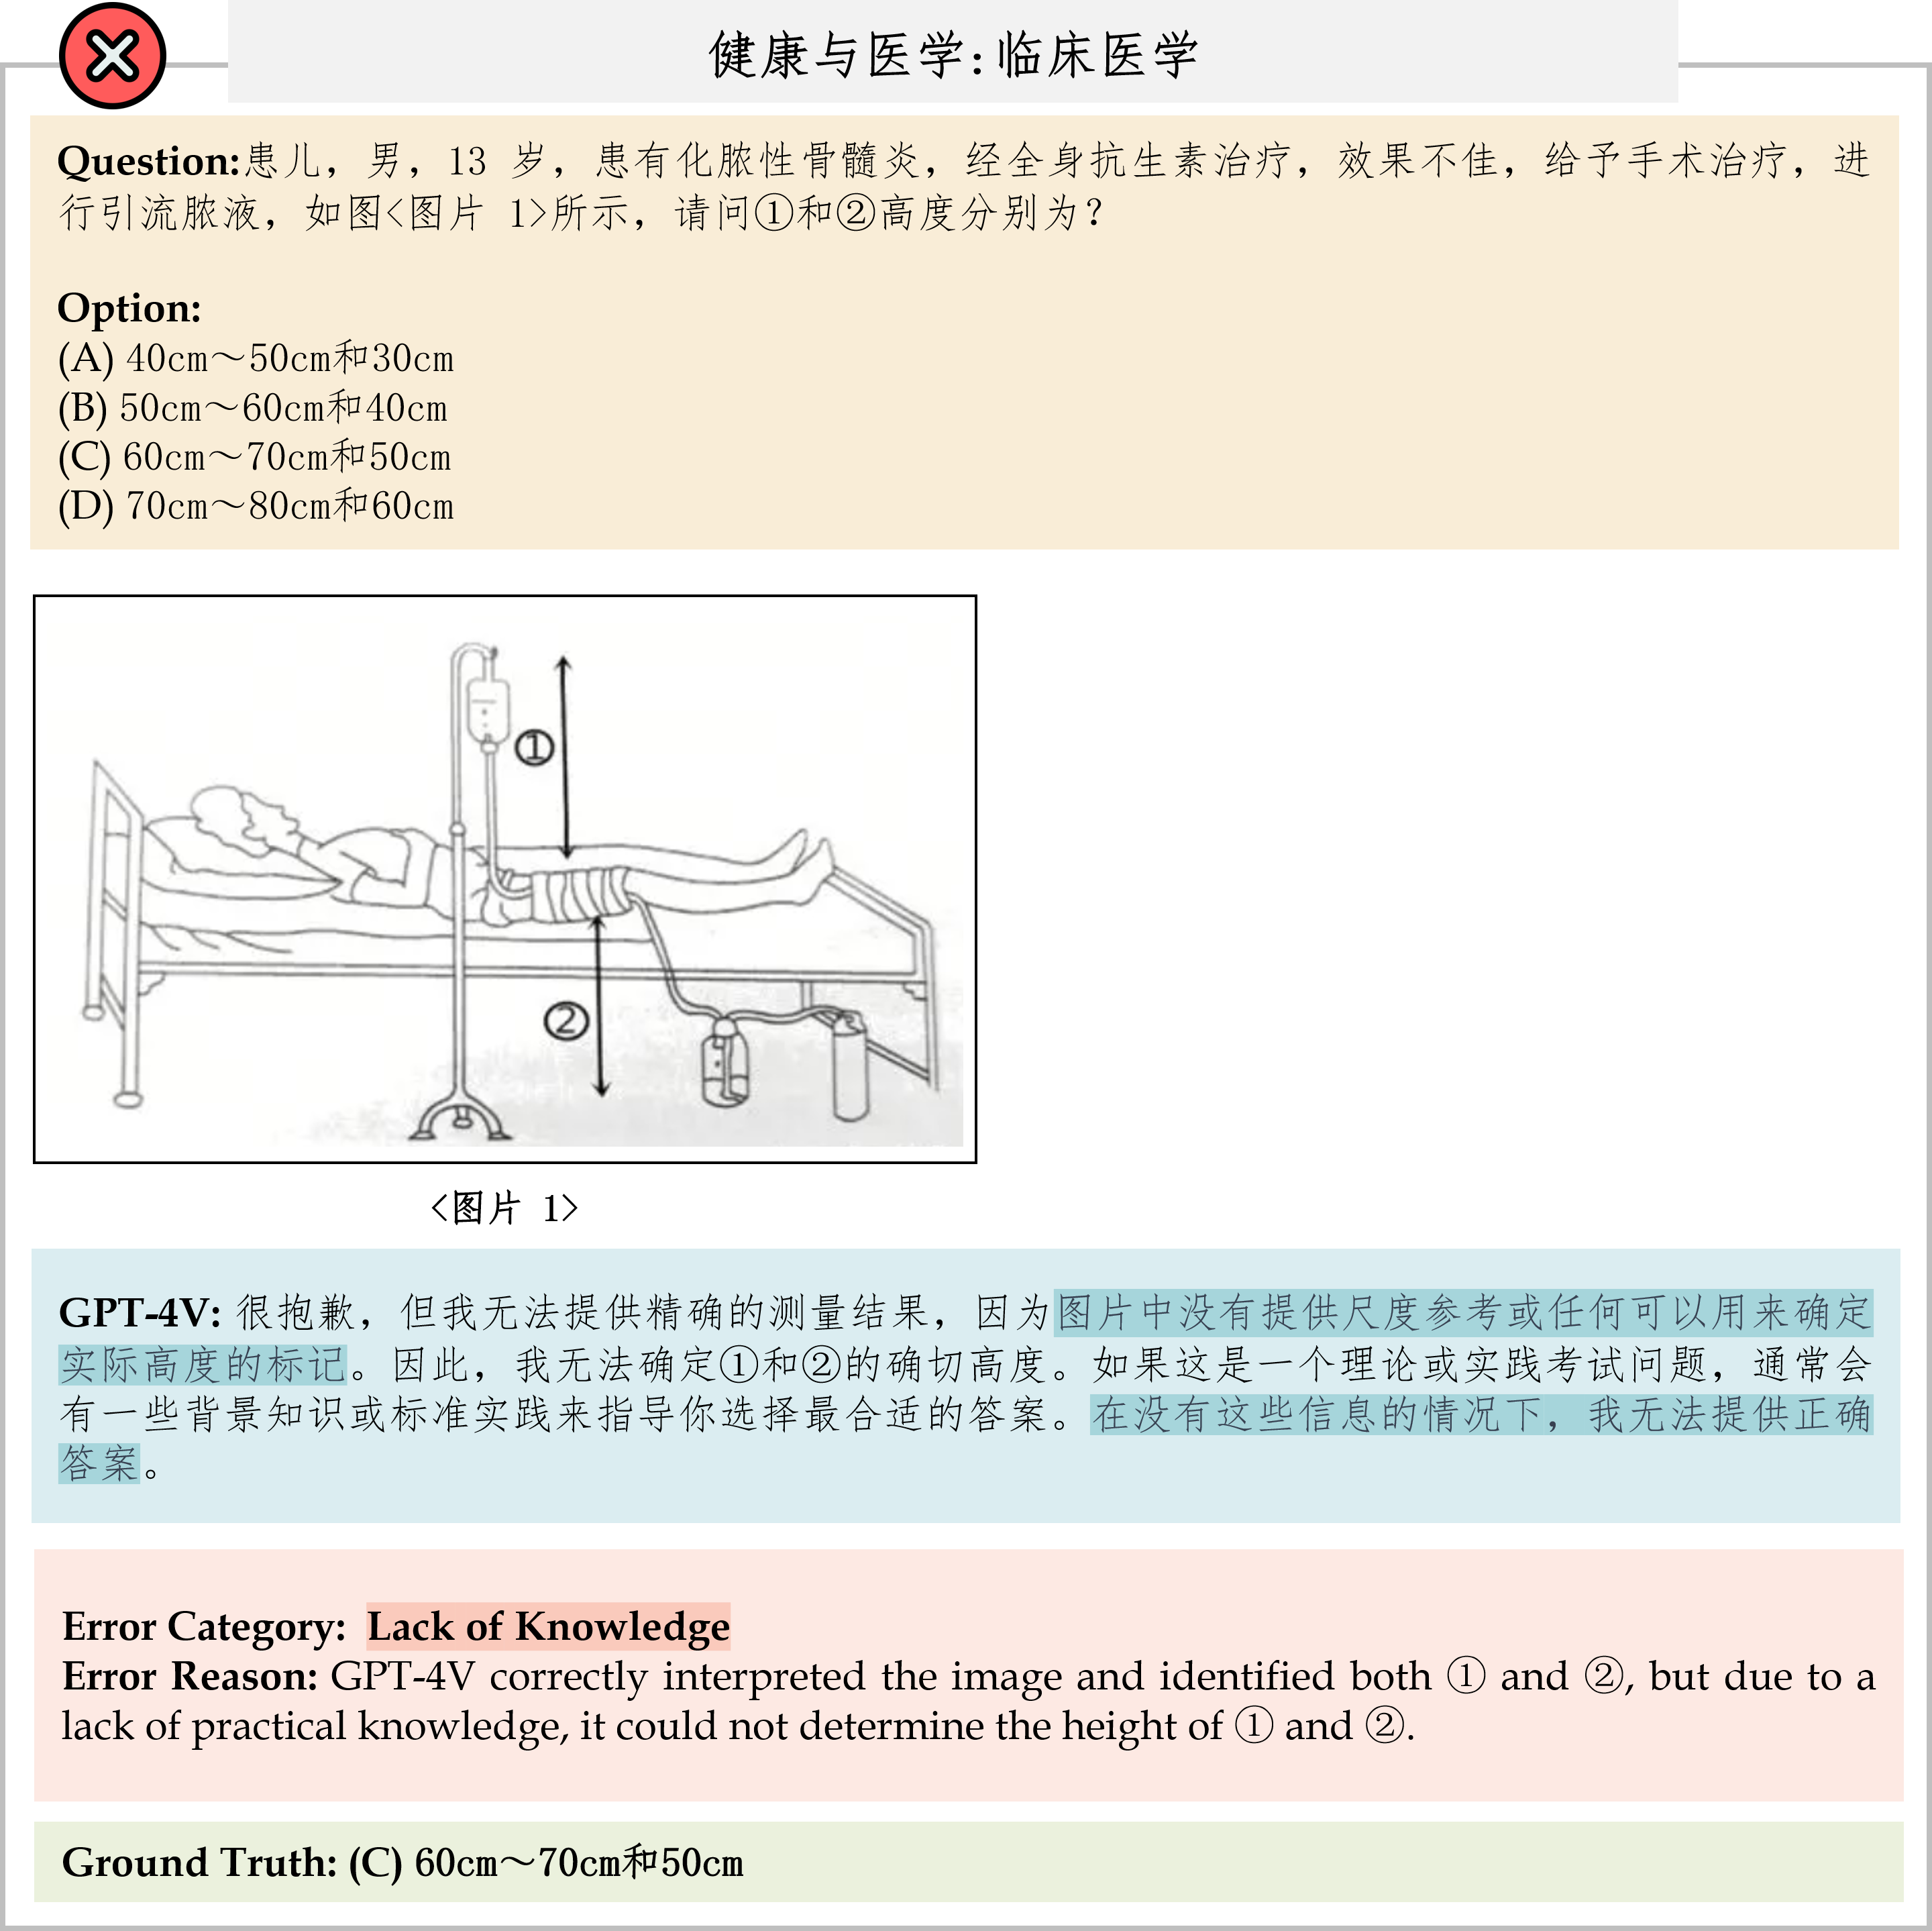 健康与医学:临床医学
Question:患儿，男，13 岁，患有化脓性骨髓炎，经全身抗生素治疗，效果不佳，给予手术治疗，进
行引流脓液，如图<图片 1>所示，请问①和②高度分别为？
Option:
(A) 40cm～50cm和30cm
(B) 50cm～60cm和40cm
(C) 60cm～70cm和50cm
(D) 70cm～80cm和60cm
①
②
<图片 1>
GPT-4V: 很抱歉，但我无法提供精确的测量结果，因为图片中没有提供尺度参考或任何可以用来确定
实际高度的标记。因此，我无法确定①和②的确切高度。如果这是一个理论或实践考试问题，通常会
有一些背景知识或标准实践来指导你选择最合适的答案。在没有这些信息的情况下，我无法提供正确
答案。
Error Category: Lack of Knowledge
Error Reason: GPT-4V correctly interpreted the image and identified both ① and ②, but due to a
lack of practical knowledge, it could not determine the height of ① and ②.
Ground Truth: (C) 60cm～70cm和50cm